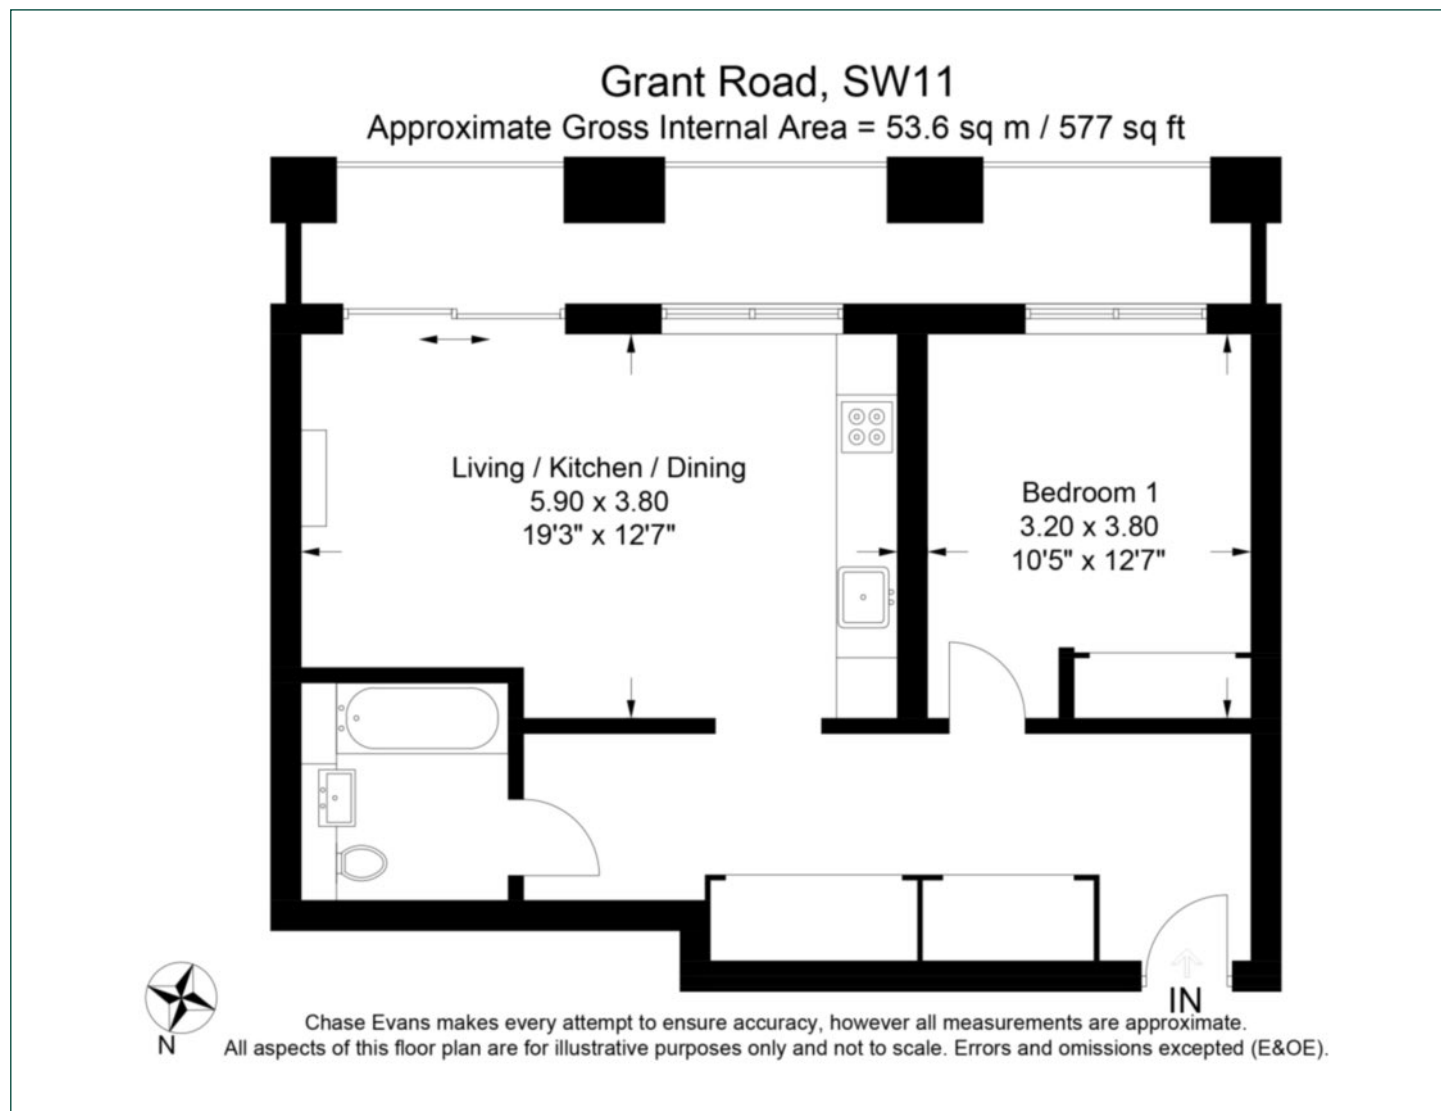 Grant Road, SW11
Approximate Gross Internal Area = 53.6 sq m / 577 sq ft
Living / Kitchen / Dining
5.90 x 3.80
19'3" x 12'7"
Bedroom 1
3.20 x 3.80
10'5" x 12'7"
IN
N
Chase Evans makes every attempt to ensure accuracy, however all measurements are approximate.
All aspects of this floor plan are for illustrative purposes only and not to scale. Errors and omissions excepted (E&OE).